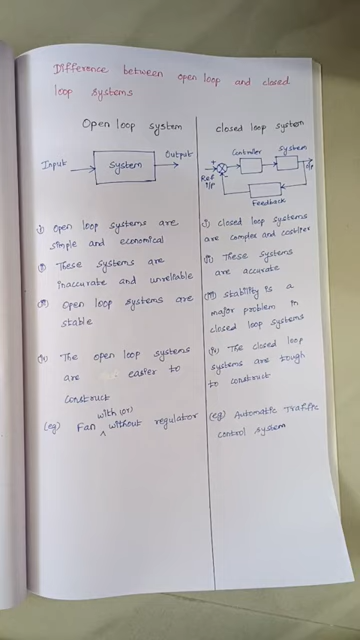 Difference between open loop and closed
loop systems
Open loop system
Input
System
Output
(i) Open loop systems are
simple and economical
(ii) These systems are
inaccurate and unreliable
(iii) Open loop systems are
stable
(iv) The open loop systems
are easier to
construct
with (or)
(eg) Fan ^ without regulator
closed loop system
Controller
System
+
Ref
i/p
-
o/p
Feedback
(i) closed loop systems
are complex and costlier
(ii) These systems
are accurate
(iii) stability is a
major problem in
closed loop systems
(iv) The closed loop
systems are tough
to construct
(eg) Automatic Traffic
control system